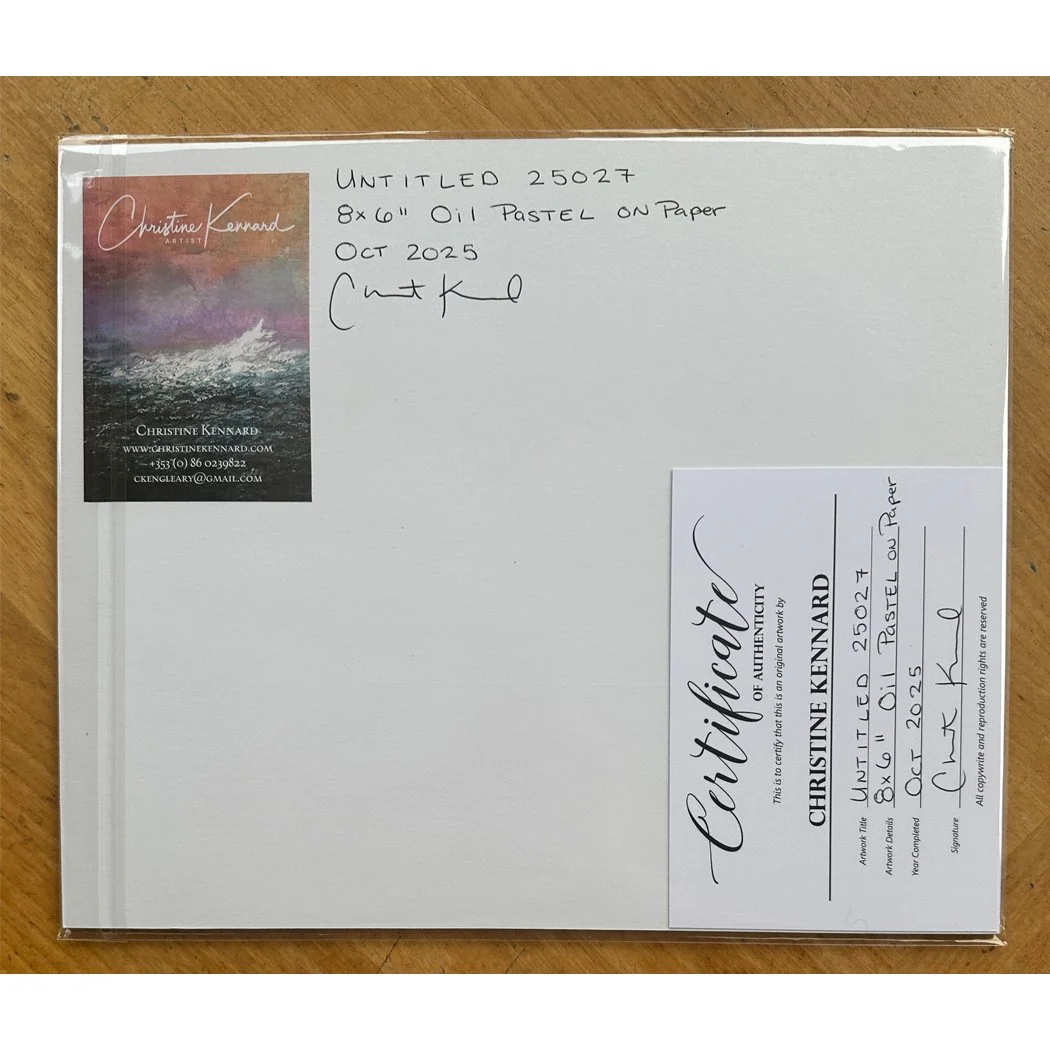 Christine Kennard
ARTIST
CHRISTINE KENNARD
WWW.CHRISTINEKENNARD.COM
+353 (0) 86 0239822
CKENGLEARY@GMAIL.COM
UNTITLED 25027
8x6" Oil PASTEL ON Paper
OCT 2025
Certificate
OF AUTHENTICITY
This is to certify that this is an original artwork by
CHRISTINE KENNARD
Artwork Title UNTITLED 25027
Artwork Details 8x6" Oil PASTEL ON Paper
Year Completed OCT 2025
Signature
All copywrite and reproduction rights are reserved